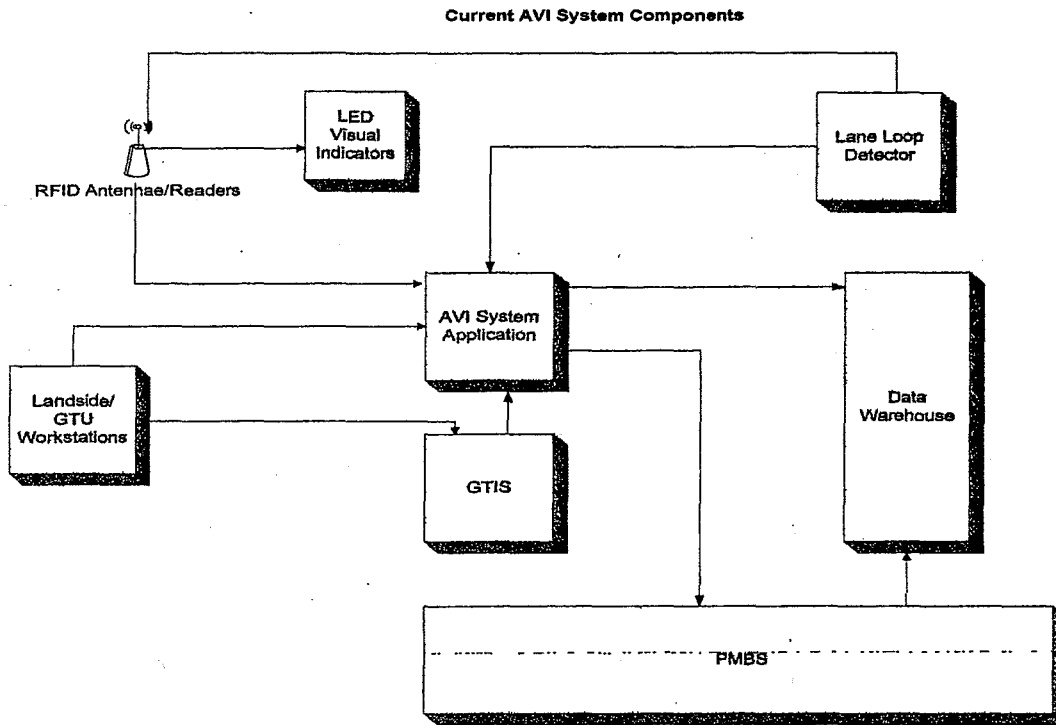 Current AVI System Components
LED
Visual
Indicators
Lane Loop
Detector
RFID Antennae/Readers
AVI System
Application
Landside/
GTU
Workstations
Data
Warehouse
GTIS
PMBS